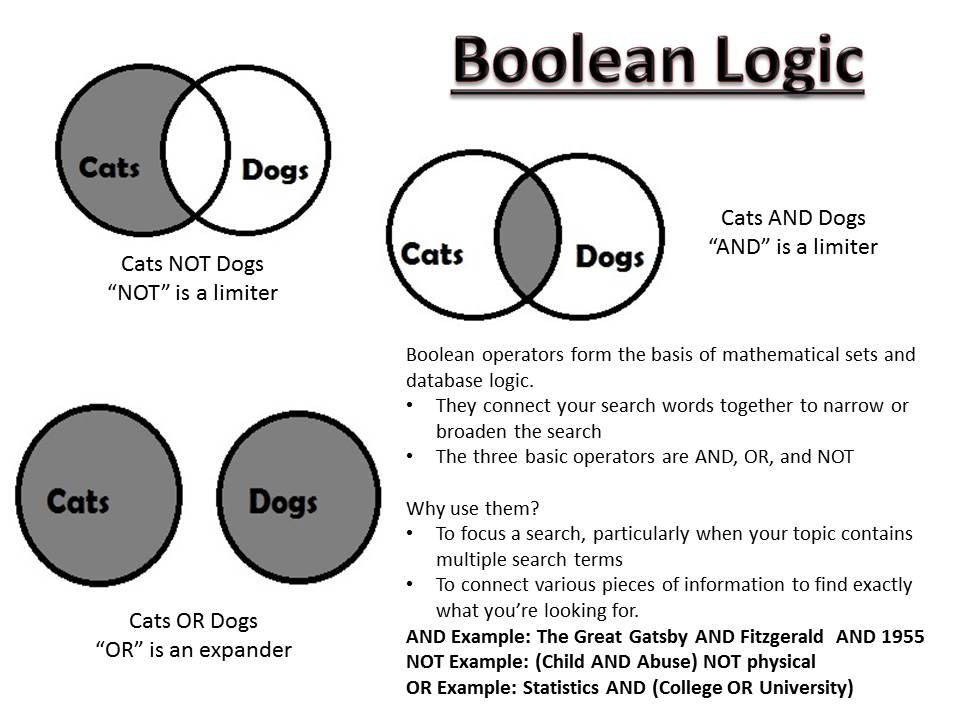 Boolean Logic
Cats
Dogs
Cats NOT Dogs
“NOT” is a limiter
Cats
Dogs
Cats AND Dogs
“AND” is a limiter
Cats
Dogs
Cats OR Dogs
“OR” is an expander
Boolean operators form the basis of mathematical sets and
database logic.
• They connect your search words together to narrow or
broaden the search
• The three basic operators are AND, OR, and NOT
Why use them?
• To focus a search, particularly when your topic contains
multiple search terms
• To connect various pieces of information to find exactly
what you’re looking for.
AND Example: The Great Gatsby AND Fitzgerald  AND 1955
NOT Example: (Child AND Abuse) NOT physical
OR Example: Statistics AND (College OR University)